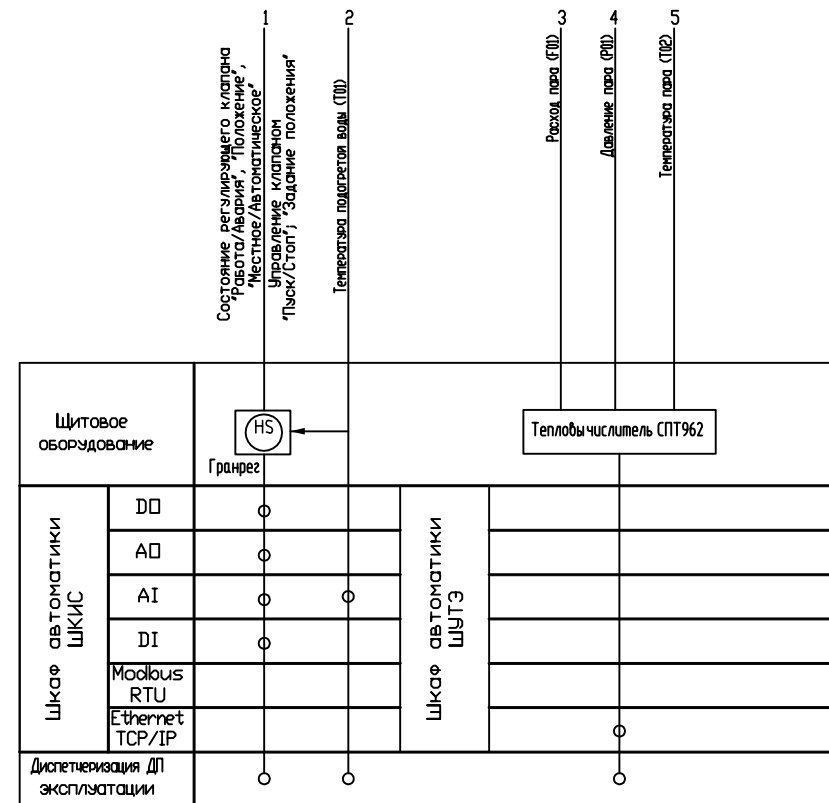 1
2
3
4
5
Состояние регулирующего клапана
"Работа/Авария", "Положение",
"Местное/Автоматическое"
Управление клапаном
"Пуск/Стоп"; "Задание положения"
Температура подогретой воды (Т01)
Расход пара (F01)
Давление пара (P01)
Температура пара (Т02)
Щитовое
оборудование
HS
Гранрег
Тепловычислитель СПТ962
Шкаф автоматики
ШКИС
DO
AO
AI
DI
Modbus
RTU
Ethernet
TCP/IP
Шкаф автоматики
ШУТЭ
Диспетчеризация ДП
эксплуатации